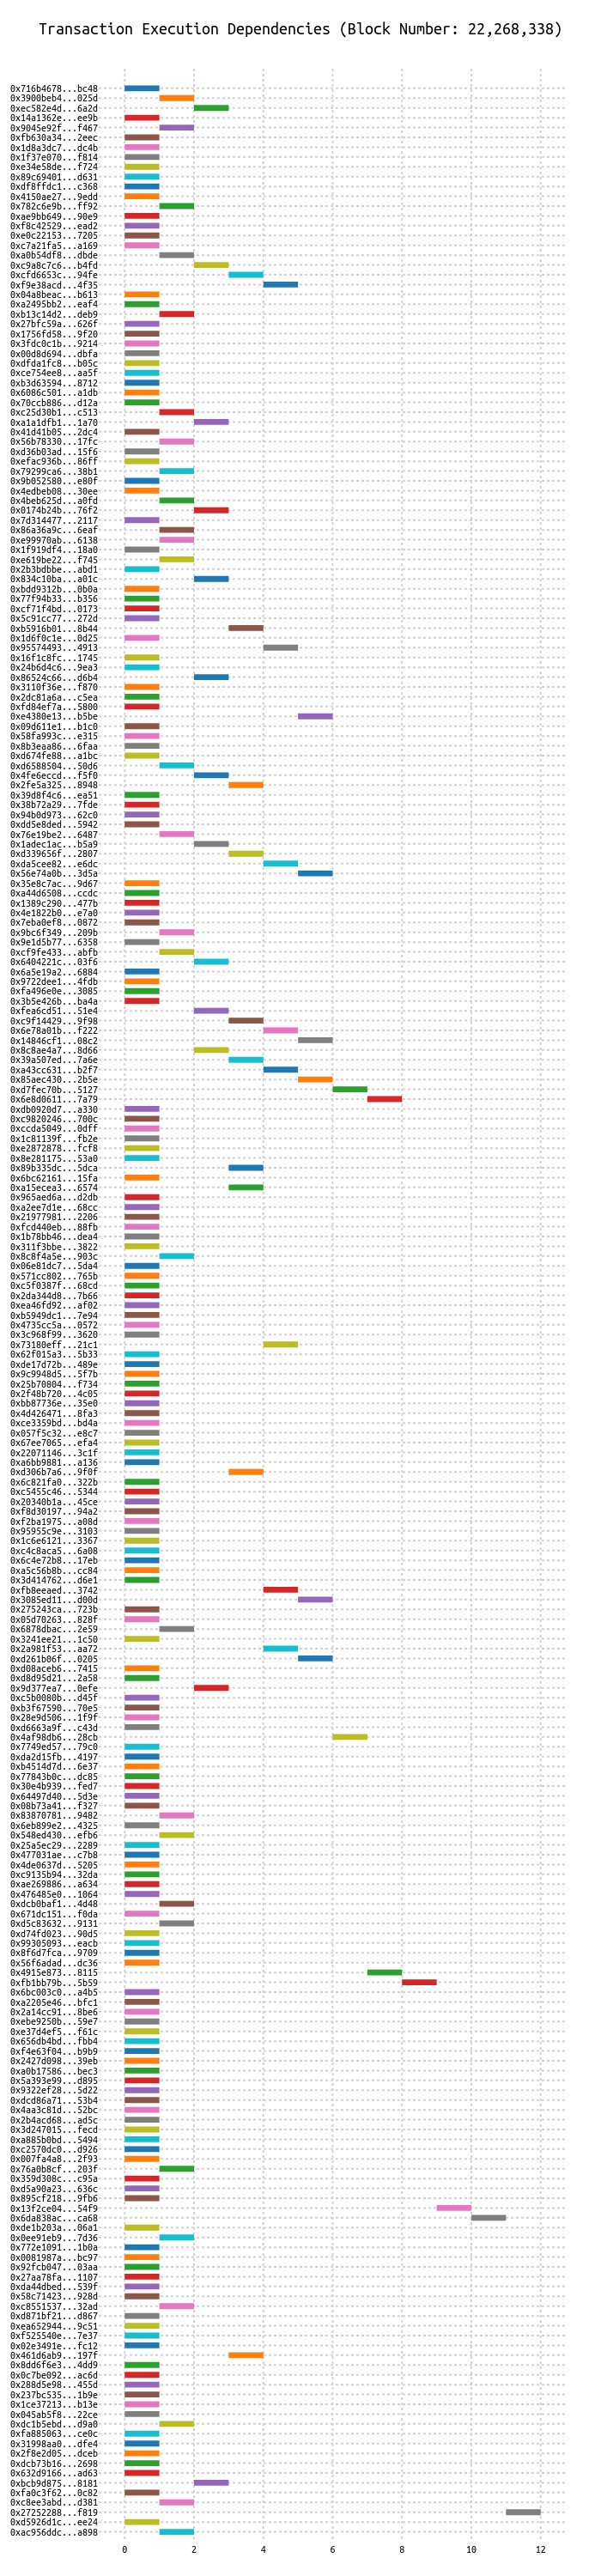 Transaction Execution Dependencies (Block Number: 22,268,338)
0x716b4678...bc48
0x3900beb4...025d
0xec582e4d...6a2d
0x14a1362e...ee9b
0x9045e92f...f467
0xfb630a34...2eec
0x1d8a3dc7...dc4b
0x1f37e070...f814
0xe34e58de...f724
0x89c69401...d631
0xdf8ffdc1...c368
0x4150ae27...9edd
0x782c6e9b...ff92
0xae9bb649...90e9
0xf8c42529...ead2
0xe0c22153...7205
0xc7a21fa5...a169
0xa0b54df8...dbde
0xc9a8c7c6...b4fd
0xcfd6653c...94fe
0xf9e38acd...4f35
0x04a8beac...b613
0xa2495bb2...eaf4
0xb13c14d2...deb9
0x27bfc59a...626f
0x1756fd58...9f20
0x3fdc0c1b...9214
0x00d8d694...dbfa
0xdfda1fc8...b05c
0xce754ee8...aa5f
0xb3d63594...8712
0x6086c501...a1db
0x70ccb886...d12a
0xc25d30b1...c513
0xa1a1dfb1...1a70
0x41d41b05...2dc4
0x56b78330...17fc
0xd36b03ad...15f6
0xefac936b...86ff
0x79299ca6...38b1
0x9b052580...e80f
0x4edbeb08...30ee
0x4beb625d...a0fd
0x0174b24b...76f2
0x7d314477...2117
0x86a36a9c...6eaf
0xe99970ab...6138
0x1f919df4...18a0
0xe619be22...f745
0x2b3bdbbe...abd1
0x834c10ba...a01c
0xbdd9312b...0b0a
0x77f94b33...b356
0xcf71f4bd...0173
0x5c91cc77...272d
0xb5916b01...8b44
0x1d6f0c1e...0d25
0x95574493...4913
0x16f1c8fc...1745
0x24b6d4c6...9ea3
0x86524c66...d6b4
0x3110f36e...f870
0x2dc81a6a...c5ea
0xfd84ef7a...5800
0xe4380e13...b5be
0x09d611e1...b1c0
0x58fa993c...e315
0x8b3eaa86...6faa
0xd674fe88...a1bc
0xd6588504...50d6
0x4fe6eccd...f5f0
0x2fe5a325...8948
0x39d8f4c6...ea51
0x38b72a29...7fde
0x94b0d973...62c0
0xdd5e8ded...5942
0x76e19be2...6487
0x1adec1ac...b5a9
0xd339656f...2807
0xda5cee82...e6dc
0x56e74a0b...3d5a
0x35e8c7ac...9d67
0xa44d6508...ccdc
0x1389c290...477b
0x4e1822b0...e7a0
0x7eba0ef8...0872
0x9bc6f349...209b
0x9e1d5b77...6358
0xcf9fe433...abfb
0x6404221c...03f6
0x6a5e19a2...6884
0x9722dee1...4fdb
0xfa496e0e...3085
0x3b5e426b...ba4a
0xfea6cd51...51e4
0xc9f14429...9f98
0x6e78a01b...f222
0x14846cf1...08c2
0x8c8ae4a7...8d66
0x39a507ed...7a6e
0xa43cc631...b2f7
0x85aec430...2b5e
0xd7fec70b...5127
0x6e8d0611...7a79
0xdb0920d7...a330
0xc9820246...700c
0xccda5049...0dff
0x1c81139f...fb2e
0xe2872878...fcf8
0x8e281175...53a0
0x89b335dc...5dca
0x6bc62161...15fa
0xa15ecea3...6574
0x965aed6a...d2db
0xa2ee7d1e...68cc
0x21977981...2206
0xfcd440eb...88fb
0x1b78bb46...dea4
0x311f3bbe...3822
0x8c8f4a5e...903c
0x06e81dc7...5da4
0x571cc802...765b
0xc5f0387f...68cd
0x2da344d8...7b66
0xea46fd92...af02
0xb5949dc1...7e94
0x4735cc5a...0572
0x3c968f99...3620
0x73180eff...21c1
0x62f015a3...5b33
0xde17d72b...489e
0x9c9948d5...5f7b
0x25b70804...f734
0x2f48b720...4c05
0xbb87736e...35e0
0x4d426471...8fa3
0xce3359bd...bd4a
0x057f5c32...e8c7
0x67ee7065...efa4
0x22071146...3c1f
0xa6bb9881...a136
0xd306b7a6...9f0f
0x6c821fa0...322b
0xc5455c46...5344
0x20340b1a...45ce
0xf8d30197...94a2
0xf2ba1975...a08d
0x95955c9e...3103
0x1c6e6121...3367
0xc4c8aca5...6a08
0x6c4e72b8...17eb
0xa5c56b8b...cc84
0x3d414762...d6e1
0xfb8eeaed...3742
0x3085ed11...d00d
0x275243ca...723b
0x05d70263...828f
0x6878dbac...2e59
0x3241ee21...1c50
0x2a981f53...aa72
0xd261b06f...0205
0xd08aceb6...7415
0xd8d95d21...2a58
0x9d377ea7...0efe
0xc5b0080b...d45f
0xb3f67590...70e5
0x28e9d506...1f9f
0xd6663a9f...c43d
0x4af98db6...28cb
0x7749ed57...79c0
0xda2d15fb...4197
0xb4514d7d...6e37
0x77843b0c...dc85
0x30e4b939...fed7
0x64497d40...5d3e
0x08b73a41...f327
0x83870781...9482
0x6eb899e2...4325
0x548ed430...efb6
0x25a5ec29...2289
0x477031ae...c7b8
0x4de0637d...5205
0xc9135b94...32da
0xae269886...a634
0x476485e0...1064
0xdcb0baf1...4d48
0x671dc151...f0da
0xd5c83632...9131
0xd74fd023...90d5
0x99305093...eacb
0x8f6d7fca...9709
0x56f6adad...dc36
0x4915e873...8115
0xfb1bb79b...5b59
0x6bc003c0...a4b5
0xa2205e46...bfc1
0x2a14cc91...8be6
0xebe9250b...59e7
0xe37d4ef5...f61c
0x656db4bd...fbb4
0xf4e63f04...b9b9
0x2427d098...39eb
0xa0b17586...bec3
0x5a393e99...d895
0x9322ef28...5d22
0xdcd86a71...53b4
0x4aa3c81d...52bc
0x2b4acd68...ad5c
0x3d247015...fecd
0xa885b0bd...5494
0xc2570dc0...d926
0x007fa4a8...2f93
0x76a0b8cf...203f
0x359d308c...c95a
0xd5a90a23...636c
0x895cf218...9fb6
0x13f2ce04...54f9
0x6da838ac...ca68
0xde1b203a...06a1
0x0ee91eb9...7d36
0x772e1091...1b0a
0x0081987a...bc97
0x92fcb047...03aa
0x27aa78fa...1107
0xda44dbed...539f
0x58c71423...928d
0xc8551537...32ad
0xd871bf21...d867
0xea652944...9c51
0xf525540e...7e37
0x02e3491e...fc12
0x461d6ab9...197f
0x8dd6f6e3...4dd9
0x0c7be092...ac6d
0x288d5e98...455d
0x237bc535...1b9e
0x1ce37213...b13e
0x045ab5f8...22ce
0xdc1b5ebd...d9a0
0xfa885063...ce0c
0x31998aa0...dfe4
0x2f8e2d05...dceb
0xdcb73b16...2698
0x632d9166...ad63
0xbcb9d875...8181
0xfa0c3f62...0c82
0xc8ee3abd...d381
0x27252288...f819
0xd5926d1c...ee24
0xac956ddc...a898
0 2 4 6 8 10 12